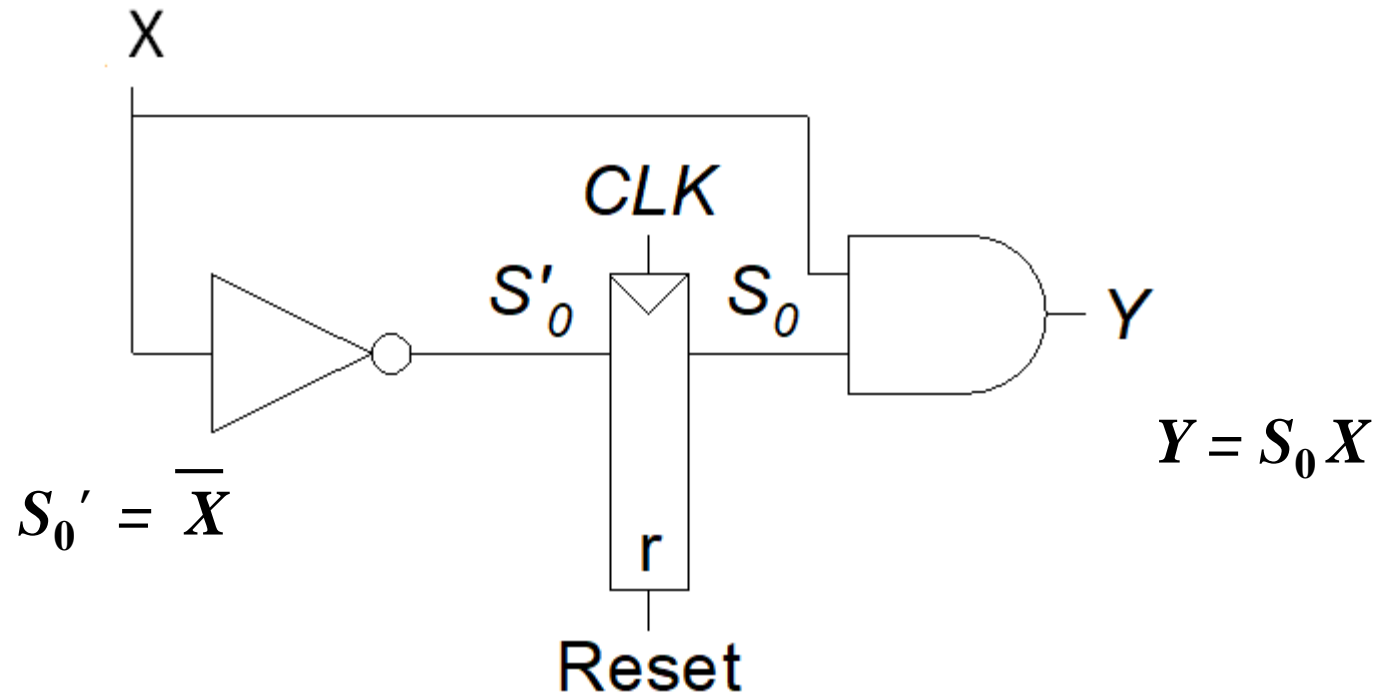 X
CLK
S'₀
S₀
Y
Y = S₀ X
S₀′ = X̅
r
Reset